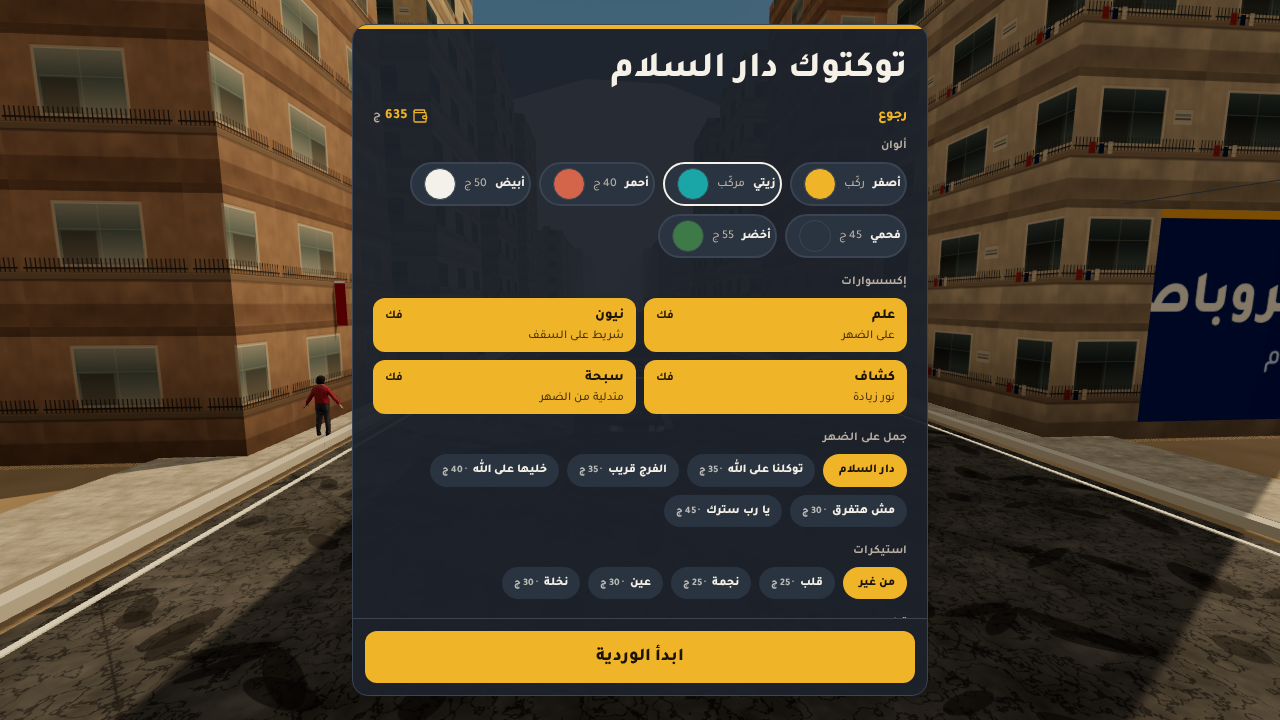 توكتوك دار السلام
رجوع
635 ج
ألوان
أصفر ركّب
زيتي مركّب
أحمر 40 ج
أبيض 50 ج
فحمي 45 ج
أخضر 55 ج
إكسسوارات
علم فك
على الضهر
نيون فك
شريط على السقف
كشاف فك
نور زيادة
سبحة فك
متدلية من الضهر
جمل على الضهر
دار السلام
توكلنا على الله · 35 ج
الفرج قريب · 35 ج
خليها على الله · 40 ج
مش هتفرق · 30 ج
يا رب سترك · 45 ج
استيكرات
من غير
قلب · 25 ج
نجمة · 25 ج
عين · 30 ج
نخلة · 30 ج
ابدأ الوردية